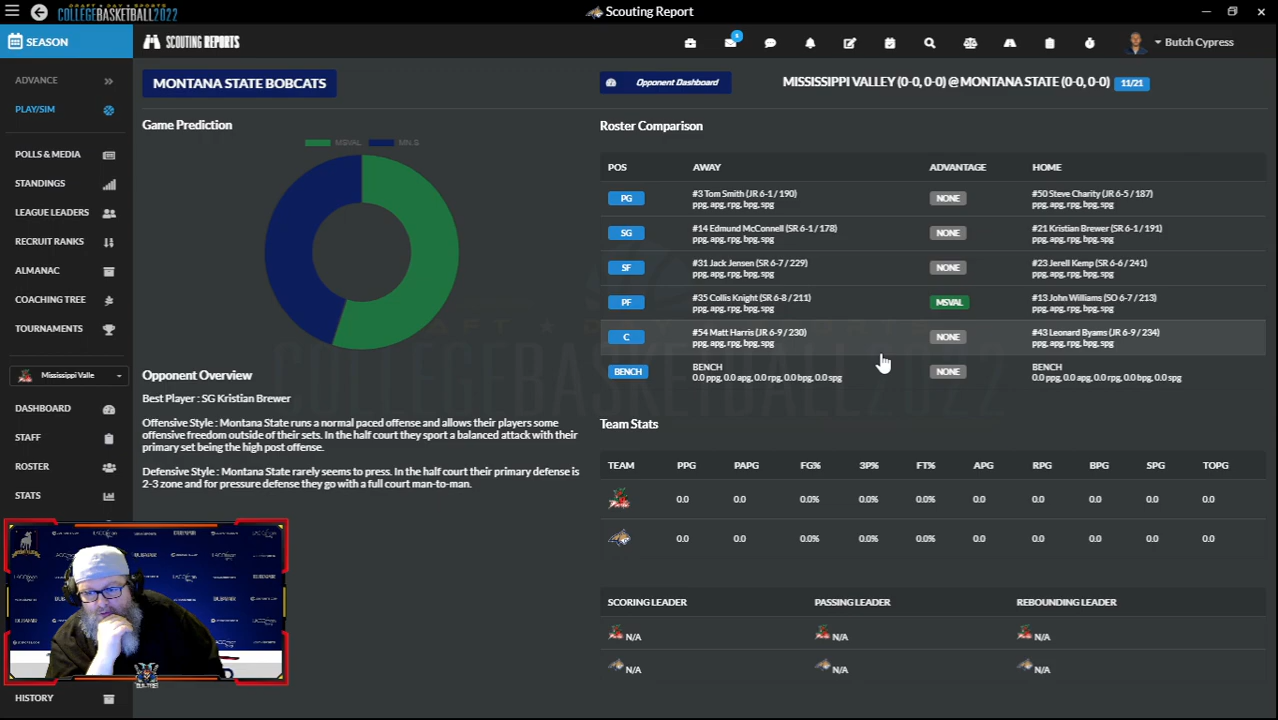 DRAFT ★ DAY ★ SPORTS
COLLEGEBASKETBALL2022
Scouting Report
SEASON
SCOUTING REPORTS
Butch Cypress
ADVANCE
PLAY/SIM
POLLS & MEDIA
STANDINGS
LEAGUE LEADERS
RECRUIT RANKS
ALMANAC
COACHING TREE
TOURNAMENTS
Mississippi Valle
DASHBOARD
STAFF
ROSTER
STATS
HISTORY
MONTANA STATE BOBCATS
Opponent Dashboard
MISSISSIPPI VALLEY (0-0, 0-0) @ MONTANA STATE (0-0, 0-0) 11/21
Game Prediction
MSVAL
Opponent Overview
Best Player : SG Kristian Brewer
Offensive Style : Montana State runs a normal paced offense and allows their players some
offensive freedom outside of their sets. In the half court they sport a balanced attack with their
primary set being the high post offense.
Defensive Style : Montana State rarely seems to press. In the half court their primary defense is
2-3 zone and for pressure defense they go with a full court man-to-man.
Roster Comparison
POS AWAY ADVANTAGE HOME
PG #3 Tom Smith (JR 6-1 / 190) NONE #50 Steve Charity (JR 6-5 / 187)
ppg, apg, rpg, bpg, spg ppg, apg, rpg, bpg, spg
SG #14 Edmund McConnell (SR 6-1 / 178) NONE #21 Kristian Brewer (SR 6-1 / 191)
ppg, apg, rpg, bpg, spg ppg, apg, rpg, bpg, spg
SF #31 Jack Jensen (SR 6-7 / 229) NONE #23 Jerell Kemp (SR 6-6 / 241)
ppg, apg, rpg, bpg, spg ppg, apg, rpg, bpg, spg
PF #35 Collis Knight (SR 6-8 / 211) MSVAL #13 John Williams (SO 6-7 / 213)
ppg, apg, rpg, bpg, spg ppg, apg, rpg, bpg, spg
C #54 Matt Harris (JR 6-9 / 230) NONE #43 Leonard Byams (JR 6-9 / 234)
ppg, apg, rpg, bpg, spg ppg, apg, rpg, bpg, spg
BENCH BENCH NONE BENCH
0.0 ppg, 0.0 apg, 0.0 rpg, 0.0 bpg, 0.0 spg 0.0 ppg, 0.0 apg, 0.0 rpg, 0.0 bpg, 0.0 spg
Team Stats
TEAM PPG PAPG FG% 3P% FT% APG RPG BPG SPG TOPG
0.0 0.0 0.0% 0.0% 0.0% 0.0 0.0 0.0 0.0 0.0
0.0 0.0 0.0% 0.0% 0.0% 0.0 0.0 0.0 0.0 0.0
SCORING LEADER PASSING LEADER REBOUNDING LEADER
N/A N/A N/A
N/A N/A N/A